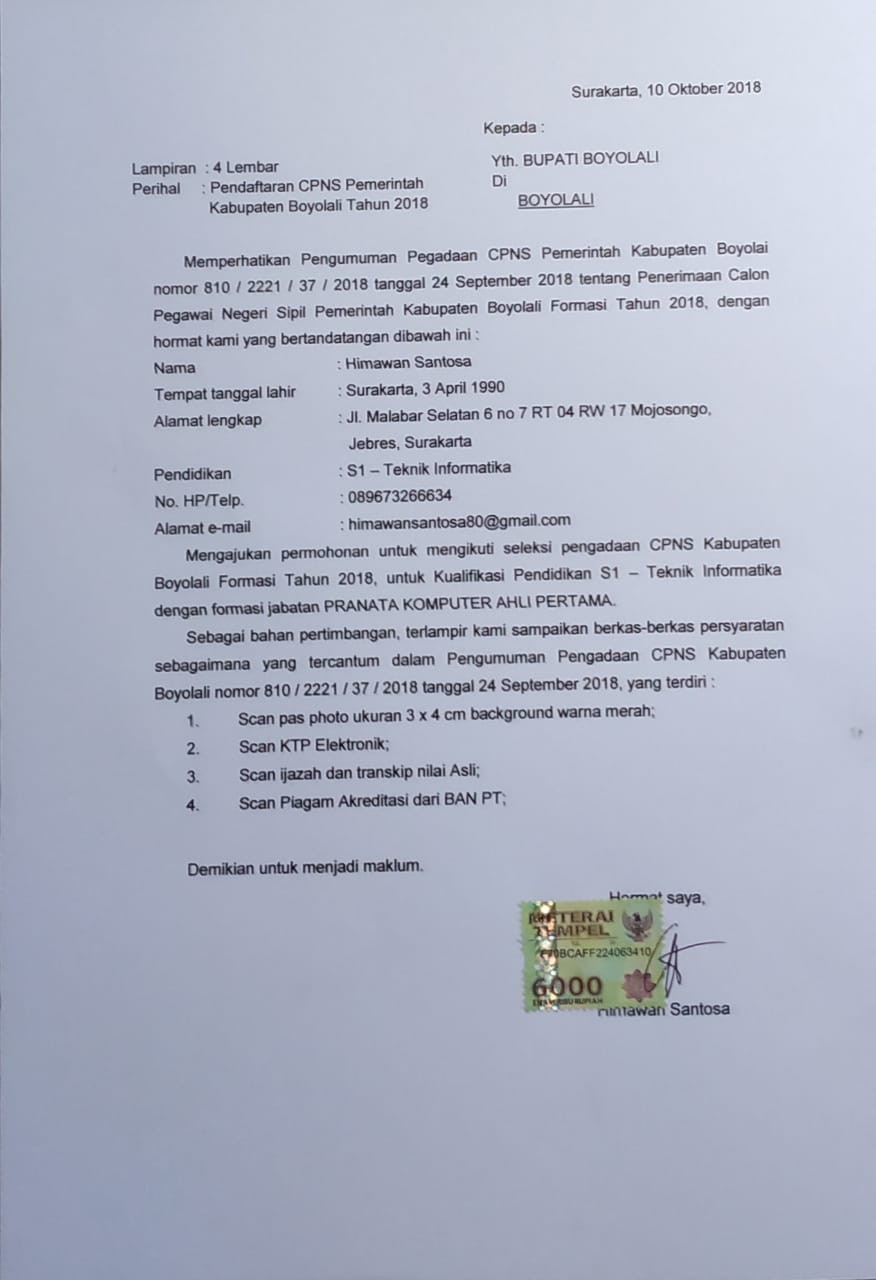 Surakarta, 10 Oktober 2018
Kepada :
Yth. BUPATI BOYOLALI
Di
BOYOLALI
Lampiran : 4 Lembar
Perihal : Pendaftaran CPNS Pemerintah
Kabupaten Boyolali Tahun 2018
Memperhatikan Pengumuman Pegadaan CPNS Pemerintah Kabupaten Boyolai
nomor 810 / 2221 / 37 / 2018 tanggal 24 September 2018 tentang Penerimaan Calon
Pegawai Negeri Sipil Pemerintah Kabupaten Boyolali Formasi Tahun 2018, dengan
hormat kami yang bertandatangan dibawah ini :
Nama : Himawan Santosa
Tempat tanggal lahir : Surakarta, 3 April 1990
Alamat lengkap : Jl. Malabar Selatan 6 no 7 RT 04 RW 17 Mojosongo,
Jebres, Surakarta
Pendidikan : S1 – Teknik Informatika
No. HP/Telp. : 089673266634
Alamat e-mail : himawansantosa80@gmail.com
Mengajukan permohonan untuk mengikuti seleksi pengadaan CPNS Kabupaten
Boyolali Formasi Tahun 2018, untuk Kualifikasi Pendidikan S1 – Teknik Informatika
dengan formasi jabatan PRANATA KOMPUTER AHLI PERTAMA.
Sebagai bahan pertimbangan, terlampir kami sampaikan berkas-berkas persyaratan
sebagaimana yang tercantum dalam Pengumuman Pengadaan CPNS Kabupaten
Boyolali nomor 810 / 2221 / 37 / 2018 tanggal 24 September 2018, yang terdiri :
1. Scan pas photo ukuran 3 x 4 cm background warna merah;
2. Scan KTP Elektronik;
3. Scan ijazah dan transkip nilai Asli;
4. Scan Piagam Akreditasi dari BAN PT;
Demikian untuk menjadi maklum.
Hormat saya,
METERAI
TEMPEL
6000
ENAM RIBU RUPIAH
Himawan Santosa